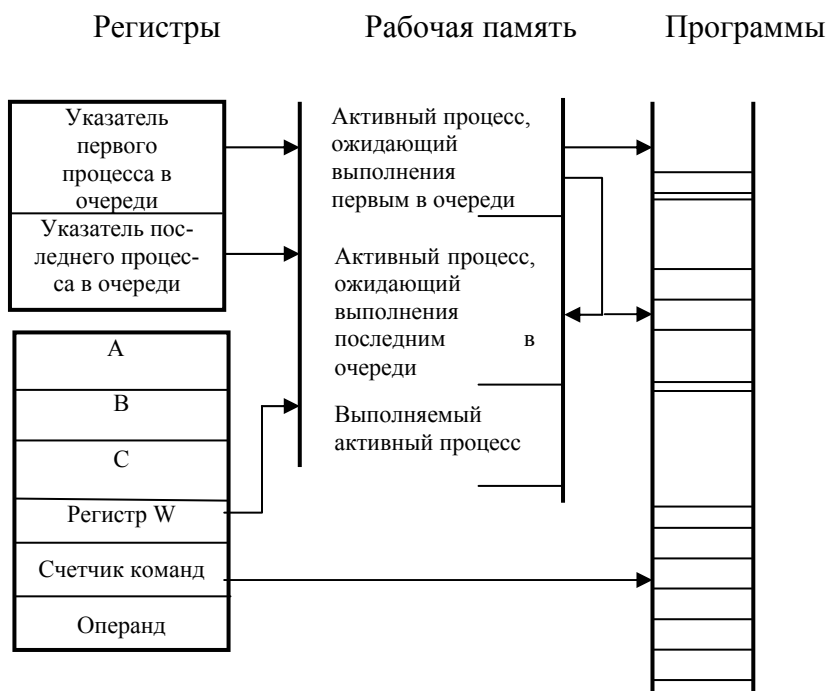 Регистры
Рабочая память
Программы
Указатель
первого
процесса в
очереди
Указатель пос-
леднего процес-
са в очереди
Активный процесс,
ожидающий
выполнения
первым в очереди
Активный процесс,
ожидающий
выполнения
последним в
очереди
Выполняемый
активный процесс
A
B
C
Регистр W
Счетчик команд
Операнд